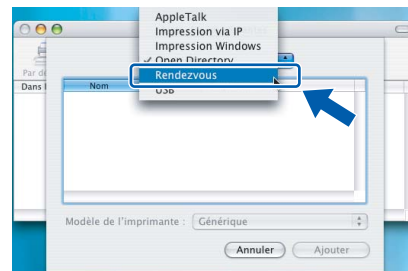 AppleTalk
Impression via IP
Impression Windows
✓ Open Directory
Rendezvous
USB
Par dé
Dans l
Nom
Modèle de l'imprimante : Générique
Annuler Ajouter